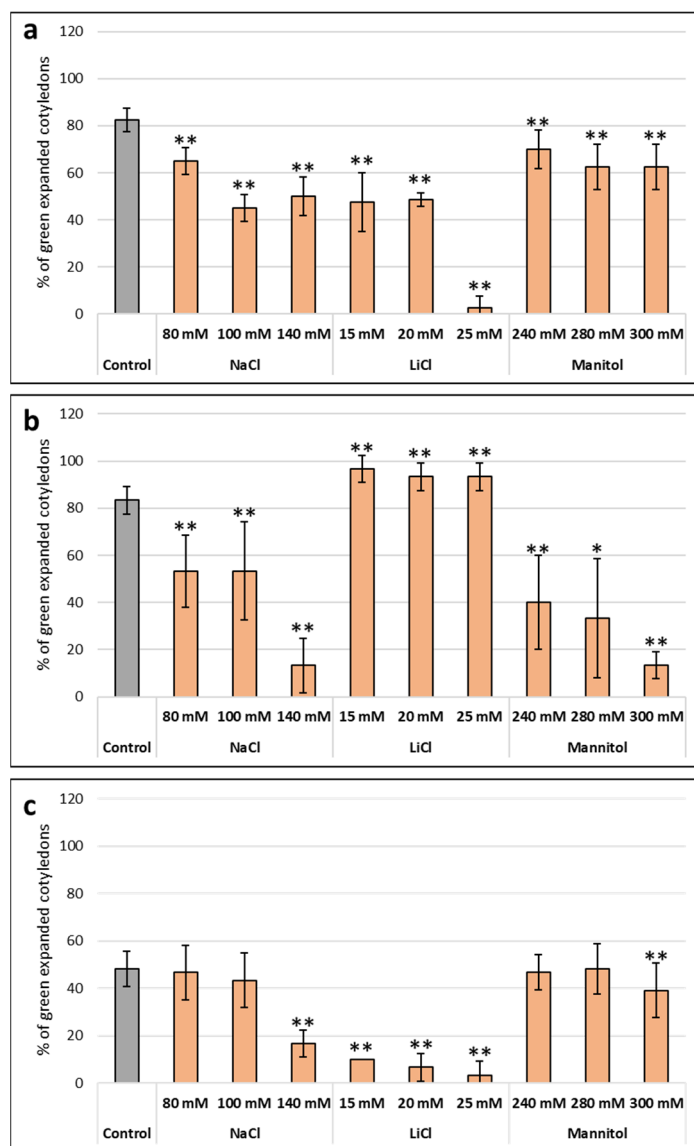 a
120
100
80
60
40
20
0
% of green expanded cotyledons
** ** ** ** ** ** ** ** **
80 mM 100 mM 140 mM 15 mM 20 mM 25 mM 240 mM 280 mM 300 mM
Control NaCl LiCl Manitol
b
120
100
80
60
40
20
0
% of green expanded cotyledons
** ** ** ** ** ** ** * **
80 mM 100 mM 140 mM 15 mM 20 mM 25 mM 240 mM 280 mM 300 mM
Control NaCl LiCl Mannitol
c
120
100
80
60
40
20
0
% of green expanded cotyledons
** ** ** ** **
80 mM 100 mM 140 mM 15 mM 20 mM 25 mM 240 mM 280 mM 300 mM
Control NaCl LiCl Mannitol